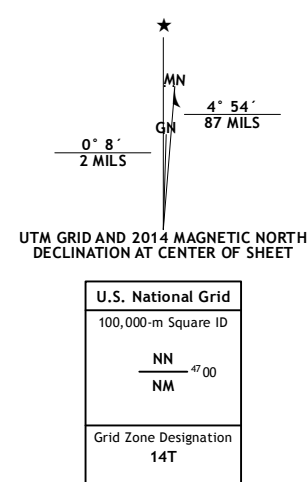 ★
MN
4° 54´
87 MILS
GN
0° 8´
2 MILS
UTM GRID AND 2014 MAGNETIC NORTH
DECLINATION AT CENTER OF SHEET
U.S. National Grid
100,000-m Square ID
NN
4700
NM
Grid Zone Designation
14T